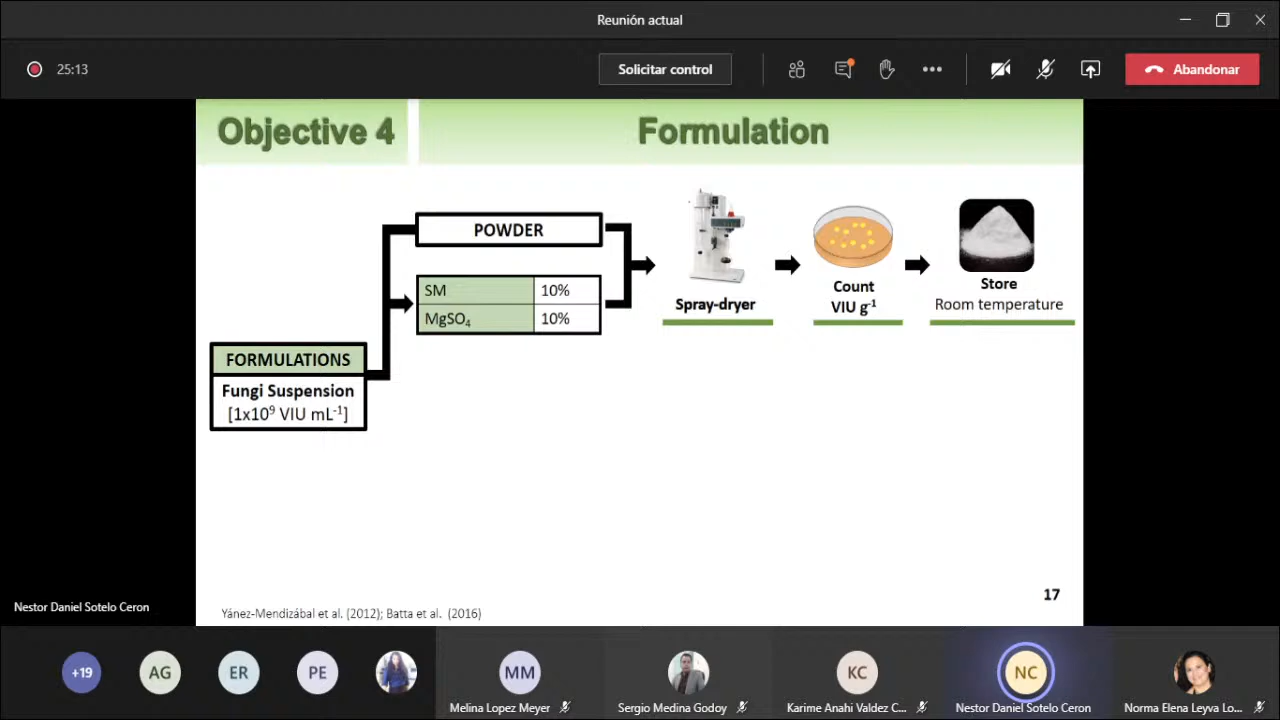 Reunión actual
25:13
Solicitar control
Abandonar
Objective 4
Formulation
POWDER
SM 10%
MgSO₄ 10%
FORMULATIONS
Fungi Suspension
[1x10⁹ VIU mL⁻¹]
Spray-dryer
Count
VIU g⁻¹
Store
Room temperature
17
Yánez-Mendizábal et al. (2012); Batta et al. (2016)
Nestor Daniel Sotelo Ceron
+19
AG
ER
PE
MM
Melina Lopez Meyer
Sergio Medina Godoy
KC
Karime Anahi Valdez C...
NC
Nestor Daniel Sotelo Ceron
Norma Elena Leyva Lo...